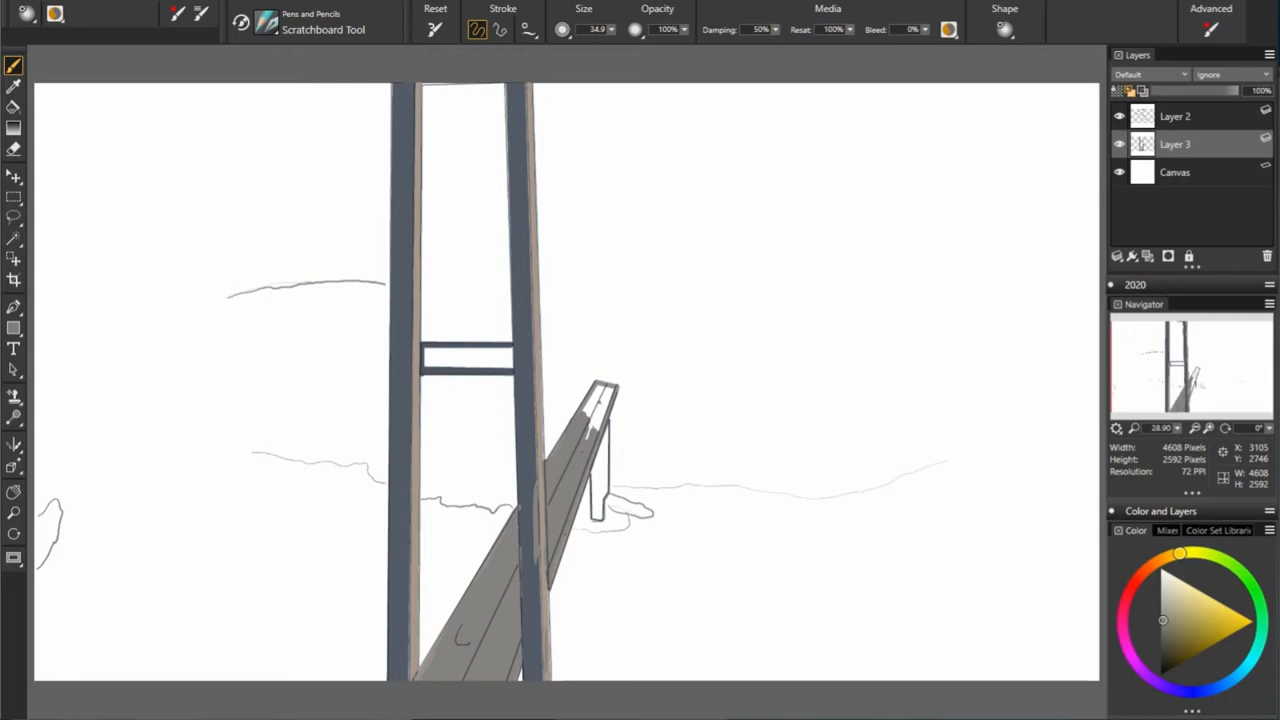 Reset Stroke Size Opacity Media Shape Advanced
Pens and Pencils
Scratchboard Tool
34.9 100% Damping: 50% Resat: 100% Bleed: 0%
Layers
Default Ignore
100%
Layer 2
Layer 3
Canvas
2020
Navigator
28.90 0°
Width: 4608 Pixels X: 3105
Height: 2592 Pixels Y: 2746
Resolution: 72 PPI W: 4608
H: 2592
Color and Layers
Color Mixer Color Set Librari
T